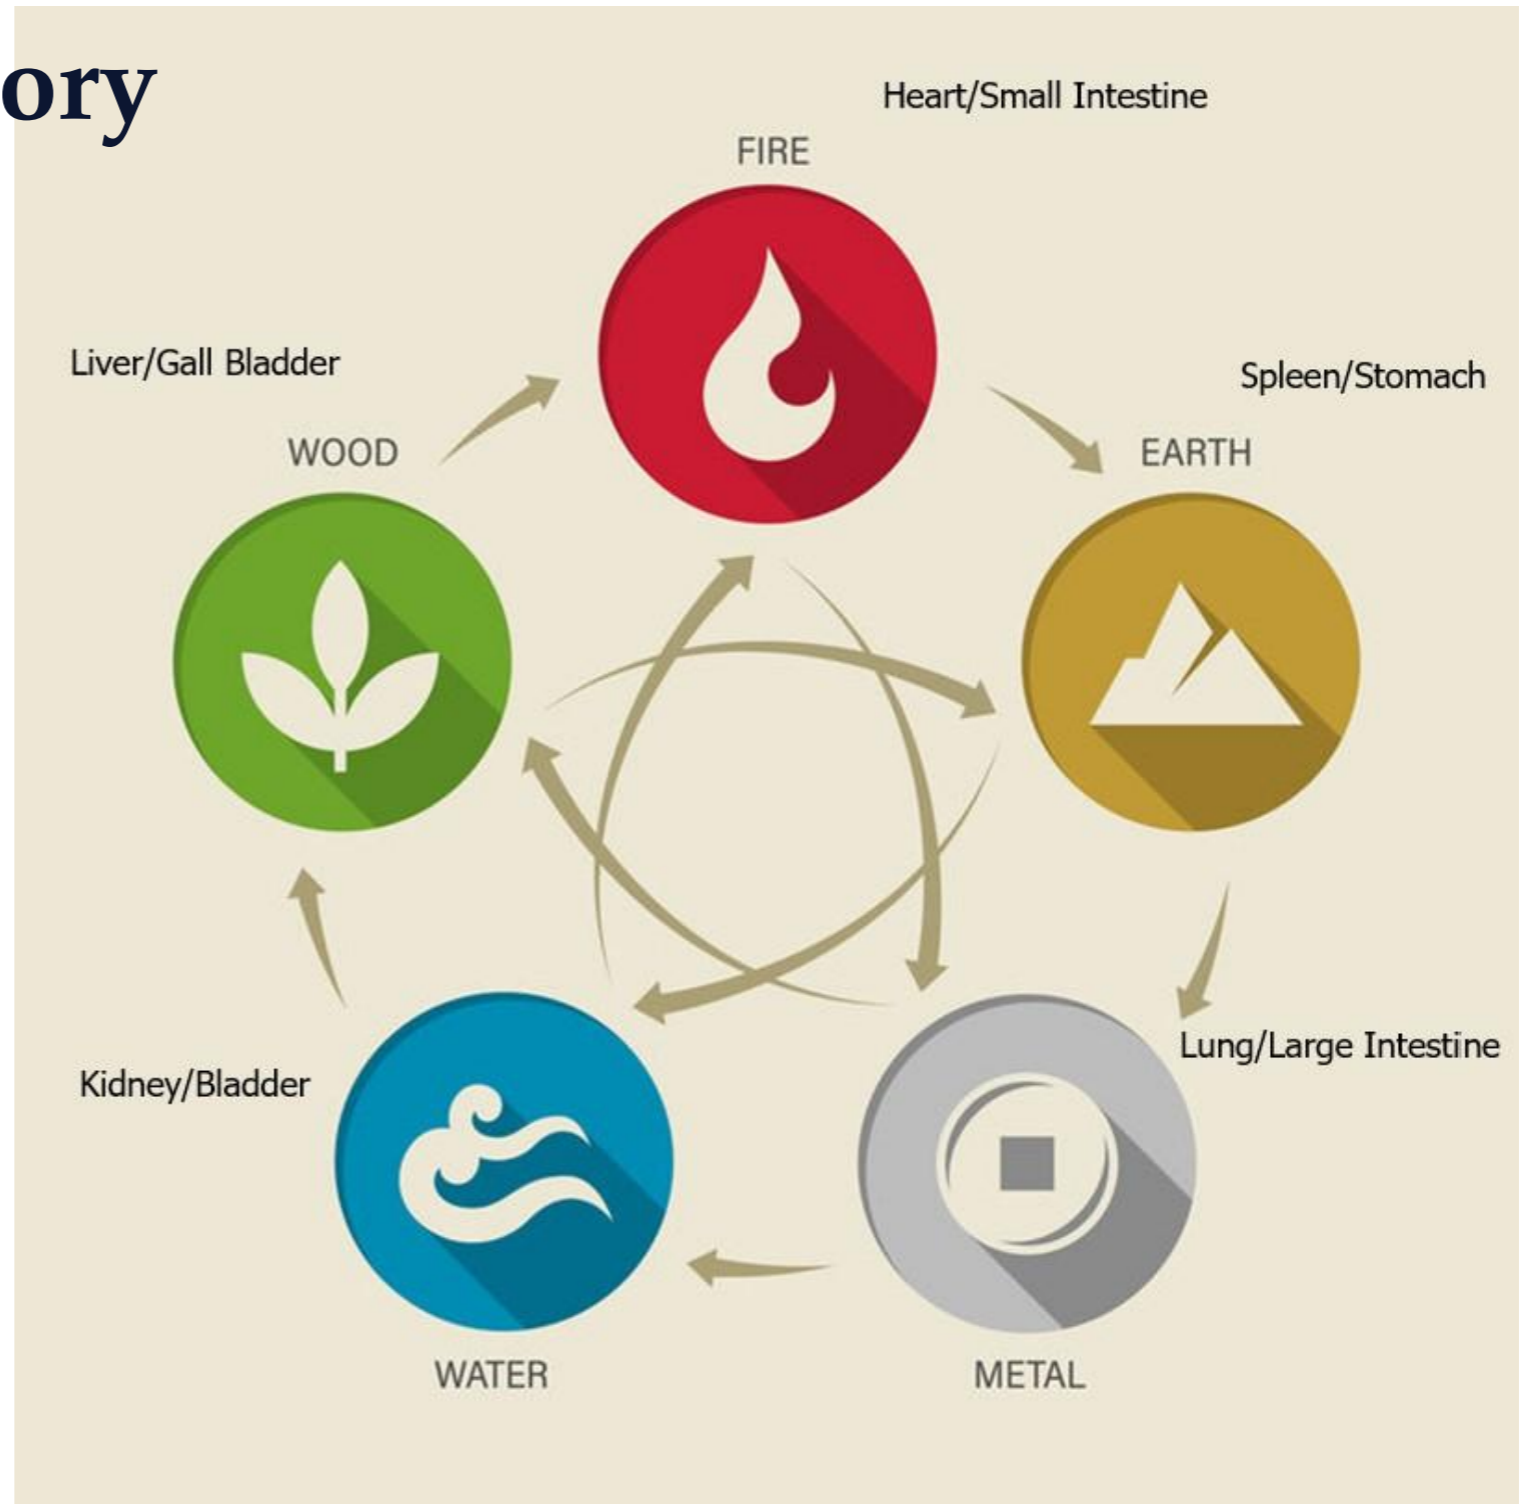 ory
Heart/Small Intestine
FIRE
Liver/Gall Bladder
Spleen/Stomach
WOOD
EARTH
Lung/Large Intestine
Kidney/Bladder
WATER
METAL